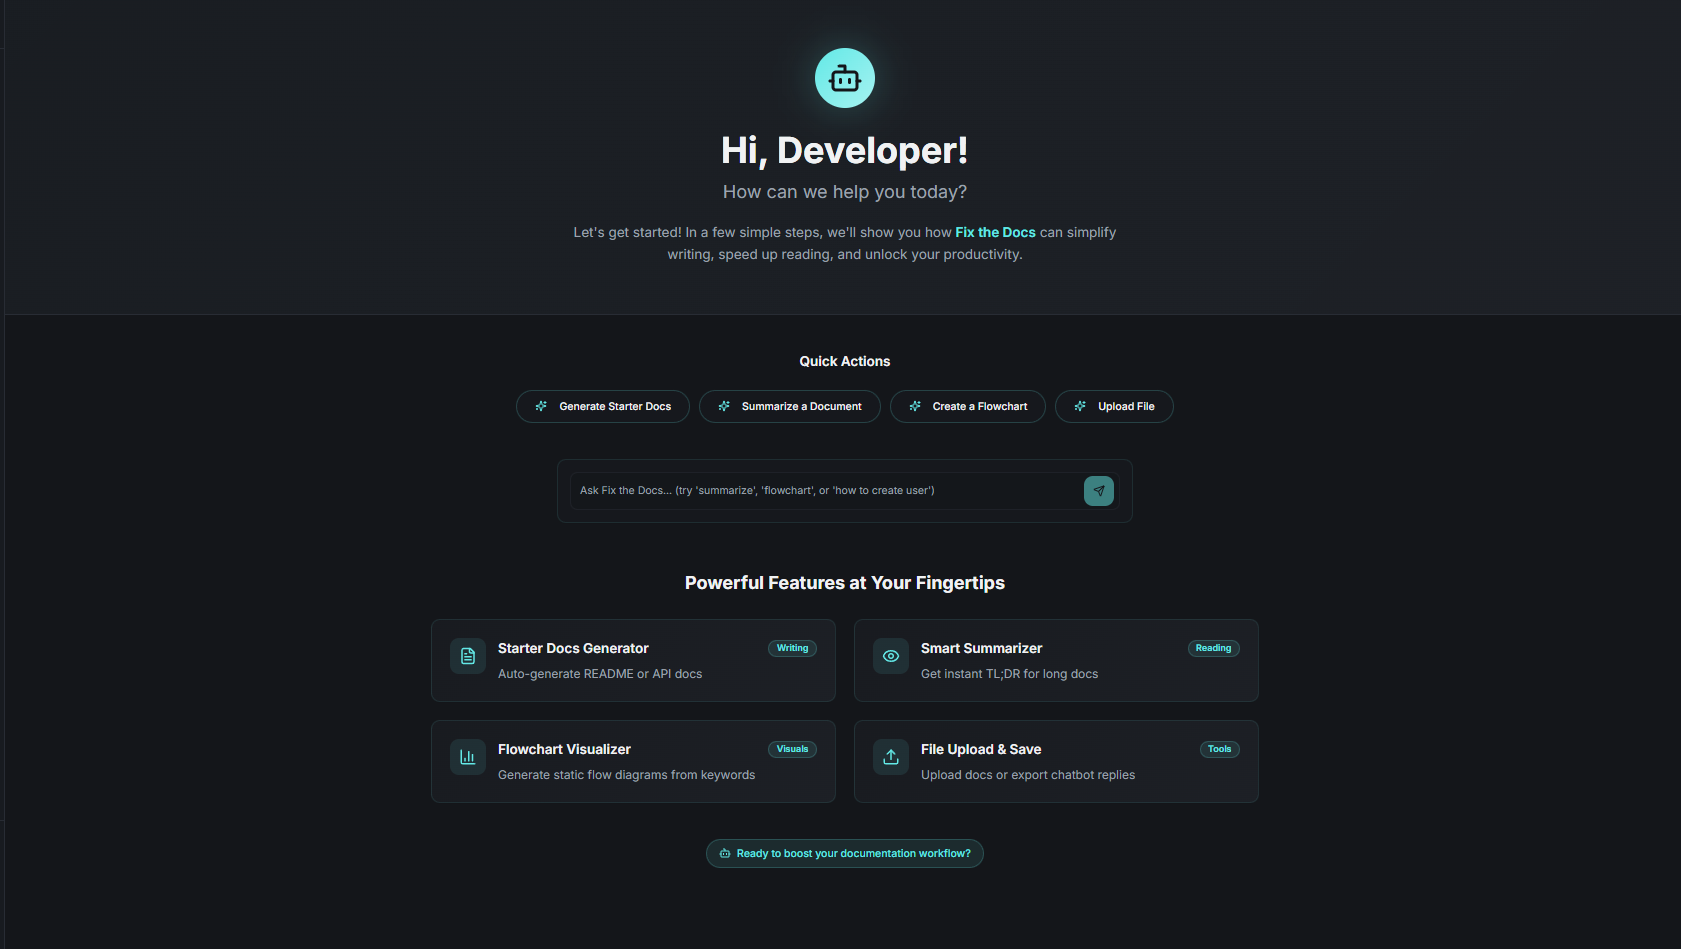 Hi, Developer!
How can we help you today?
Let's get started! In a few simple steps, we'll show you how Fix the Docs can simplify
writing, speed up reading, and unlock your productivity.
Quick Actions
Generate Starter Docs
Summarize a Document
Create a Flowchart
Upload File
Ask Fix the Docs... (try 'summarize', 'flowchart', or 'how to create user')
Powerful Features at Your Fingertips
Starter Docs Generator
Writing
Auto-generate README or API docs
Smart Summarizer
Reading
Get instant TL;DR for long docs
Flowchart Visualizer
Visuals
Generate static flow diagrams from keywords
File Upload & Save
Tools
Upload docs or export chatbot replies
Ready to boost your documentation workflow?